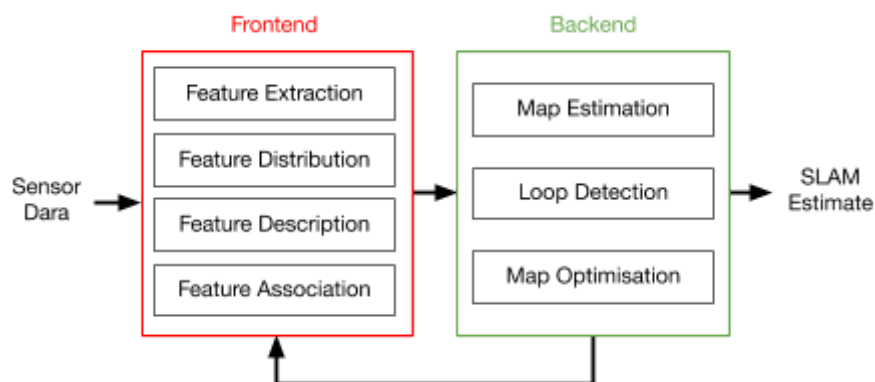 Frontend
Backend
Feature Extraction
Feature Distribution
Feature Description
Feature Association
Map Estimation
Loop Detection
Map Optimisation
Sensor
Dara
SLAM
Estimate